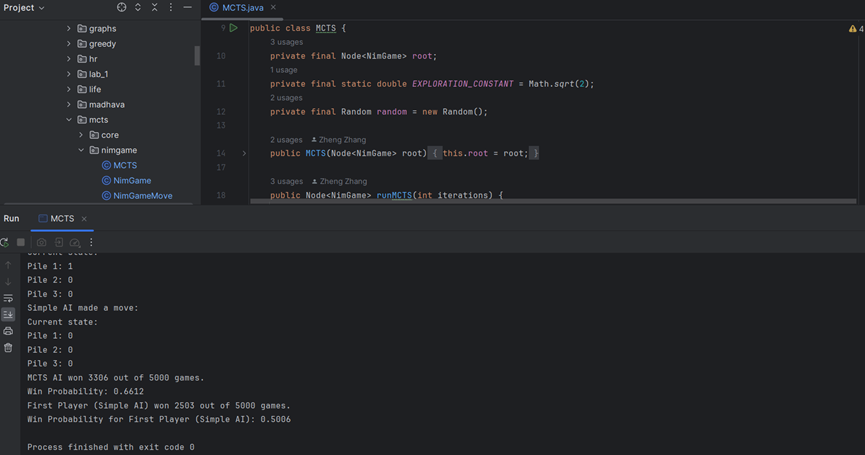 Project
MCTS.java
graphs
greedy
hr
lab_1
life
madhava
mcts
core
nimgame
MCTS
NimGame
NimGameMove
4
9 public class MCTS {
3 usages
10 private final Node<NimGame> root;
1 usage
11 private final static double EXPLORATION_CONSTANT = Math.sqrt(2);
2 usages
12 private final Random random = new Random();
13
2 usages Zheng Zhang
14 public MCTS(Node<NimGame> root) { this.root = root; }
17
3 usages Zheng Zhang
18 public Node<NimGame> runMCTS(int iterations) {
Run MCTS
Current state:
Pile 1: 1
Pile 2: 0
Pile 3: 0
Simple AI made a move:
Current state:
Pile 1: 0
Pile 2: 0
Pile 3: 0
MCTS AI won 3306 out of 5000 games.
Win Probability: 0.6612
First Player (Simple AI) won 2503 out of 5000 games.
Win Probability for First Player (Simple AI): 0.5006
Process finished with exit code 0